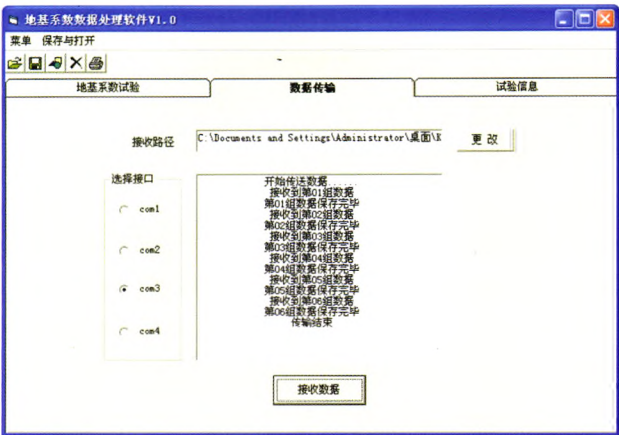 地基系数数据处理软件V1.0
菜单 保存与打开
地基系数试验 数据传输 试验信息
接收路径 C:\Documents and Settings\Administrator\桌面\K 更改
选择接口
com1
com2
com3
com4
开始传送数据......
接收到第01组数据
第01组数据保存完毕
接收到第02组数据
第02组数据保存完毕
接收到第03组数据
第03组数据保存完毕
接收到第04组数据
第04组数据保存完毕
接收到第05组数据
第05组数据保存完毕
接收到第06组数据
第06组数据保存完毕
传输结束
接收数据